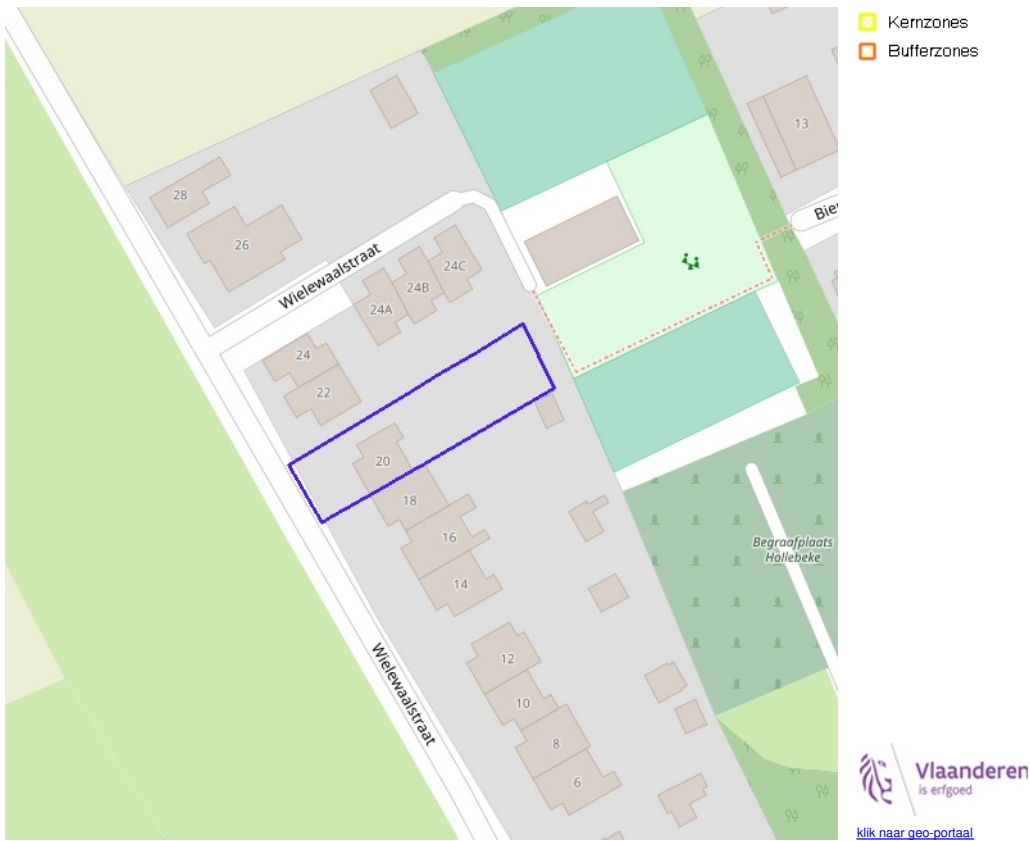 Kernzones
Bufferzones
13
28
Bie
26
Wielewaalstraat
24C
24B
24A
24
22
20
18
16
Begraafplaats
Hollebeke
14
12
Wielewaalstraat
10
8
6
Vlaanderen
is erfgoed
klik naar geo-portaal